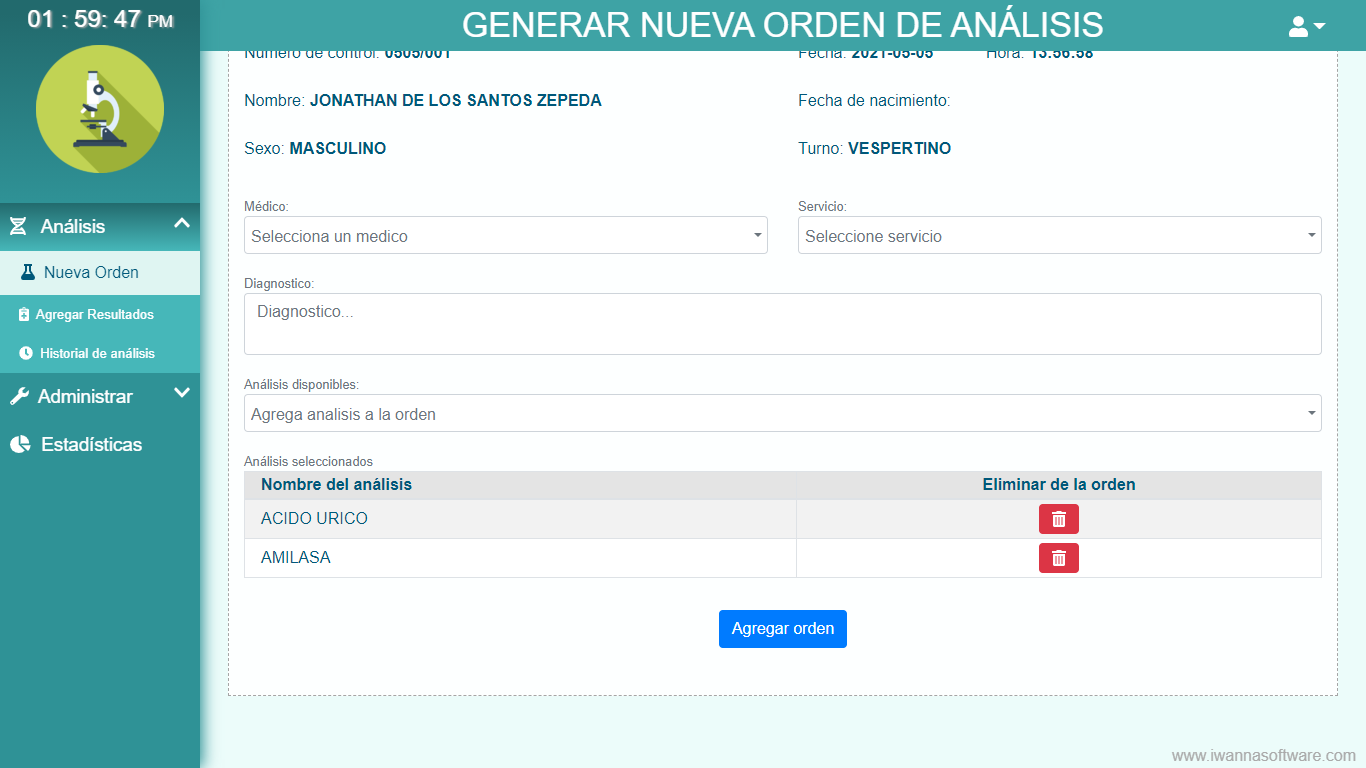 01 : 59: 47 PM
GENERAR NUEVA ORDEN DE ANÁLISIS
Número de control: 0505/001
Fecha: 2021-05-05
Hora: 13:56:58
Nombre: JONATHAN DE LOS SANTOS ZEPEDA
Fecha de nacimiento:
Sexo: MASCULINO
Turno: VESPERTINO
Análisis
Nueva Orden
Agregar Resultados
Historial de análisis
Administrar
Estadísticas
Médico:
Selecciona un medico
Servicio:
Seleccione servicio
Diagnostico:
Diagnostico...
Análisis disponibles:
Agrega analisis a la orden
Análisis seleccionados
Nombre del análisis
Eliminar de la orden
ACIDO URICO
AMILASA
Agregar orden
www.iwannasoftware.com